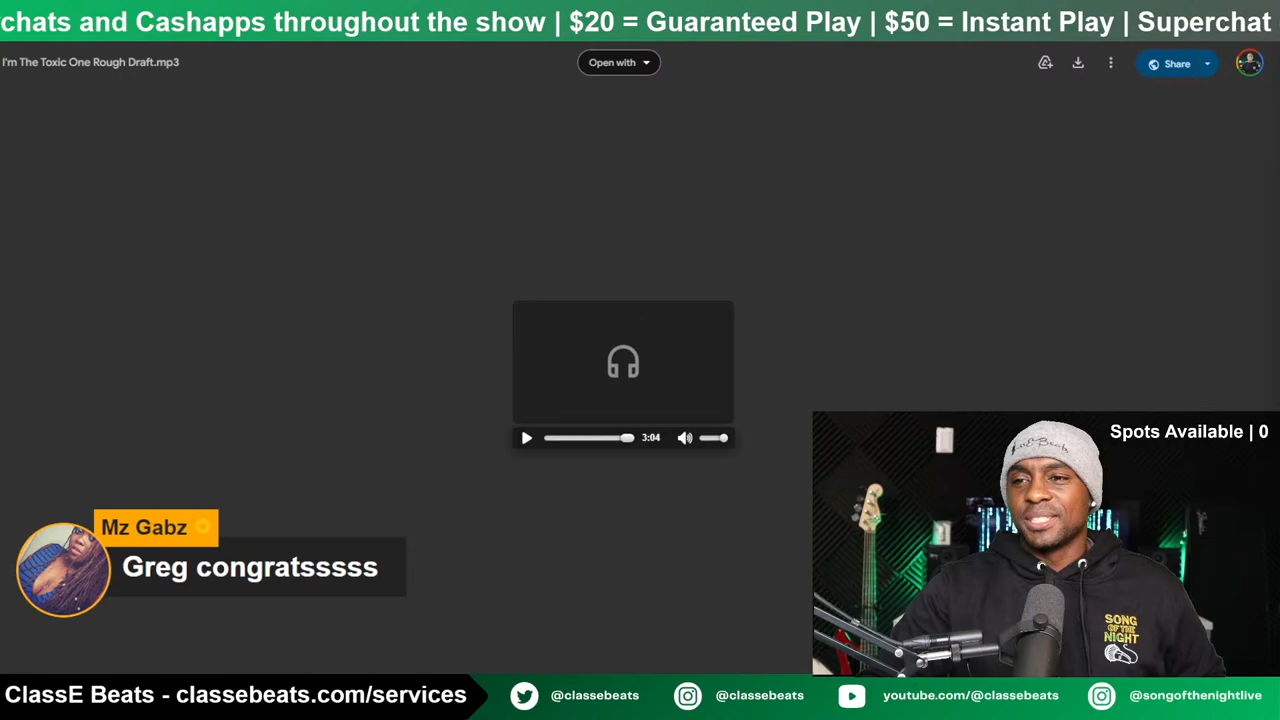 ychats and Cashapps throughout the show | $20 = Guaranteed Play | $50 = Instant Play | Superchat
I'm The Toxic One Rough Draft.mp3
Open with
Share
3:04
Spots Available | 0
Mz Gabz
Greg congratsssss
SONG
OF THE
NIGHT
ClassE Beats - classebeats.com/services
@classebeats
@classebeats
youtube.com/@classebeats
@songofthenightlive